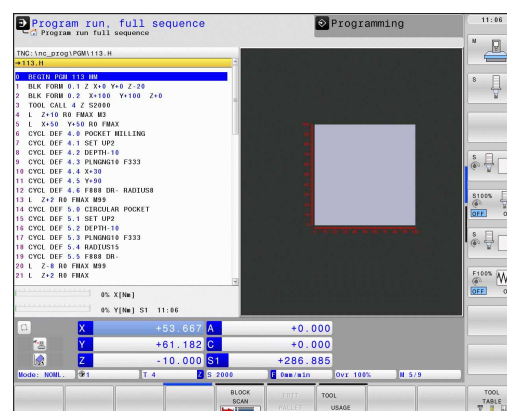 Program run, full sequence
Program run full sequence
Programming
11:06
TNC:\nc_prog\PGM\113.H
→113.H
0 BEGIN PGM 113 MM
1 BLK FORM 0.1 Z X+0 Y+0 Z-20
2 BLK FORM 0.2 X+100 Y+100 Z+0
3 TOOL CALL 4 Z S2000
4 L Z+10 R0 FMAX M3
5 L X+50 Y+50 R0 FMAX
6 CYCL DEF 4.0 POCKET MILLING
7 CYCL DEF 4.1 SET UP2
8 CYCL DEF 4.2 DEPTH-10
9 CYCL DEF 4.3 PLNGNG10 F333
10 CYCL DEF 4.4 X+30
11 CYCL DEF 4.5 Y+90
12 CYCL DEF 4.6 F888 DR- RADIUS8
13 L Z+2 R0 FMAX M99
14 CYCL DEF 5.0 CIRCULAR POCKET
15 CYCL DEF 5.1 SET UP2
16 CYCL DEF 5.2 DEPTH-10
17 CYCL DEF 5.3 PLNGNG10 F333
18 CYCL DEF 5.4 RADIUS15
19 CYCL DEF 5.5 F888 DR-
20 L Z-8 R0 FMAX M99
21 L Z+2 R0 FMAX
0% X[Nm]
0% Y[Nm] S1 11:06
X +53.667 A +0.000
Y +61.182 C +0.000
Z -10.000 S1 +286.885
Mode: NOML. 1 T 4 Z S 2000 F 0mm/min Ovr 100% M 5/9
M
S
S
S100%
OFF
S
F100%
OFF
BLOCK SCAN
TOOL USAGE
TOOL TABLE